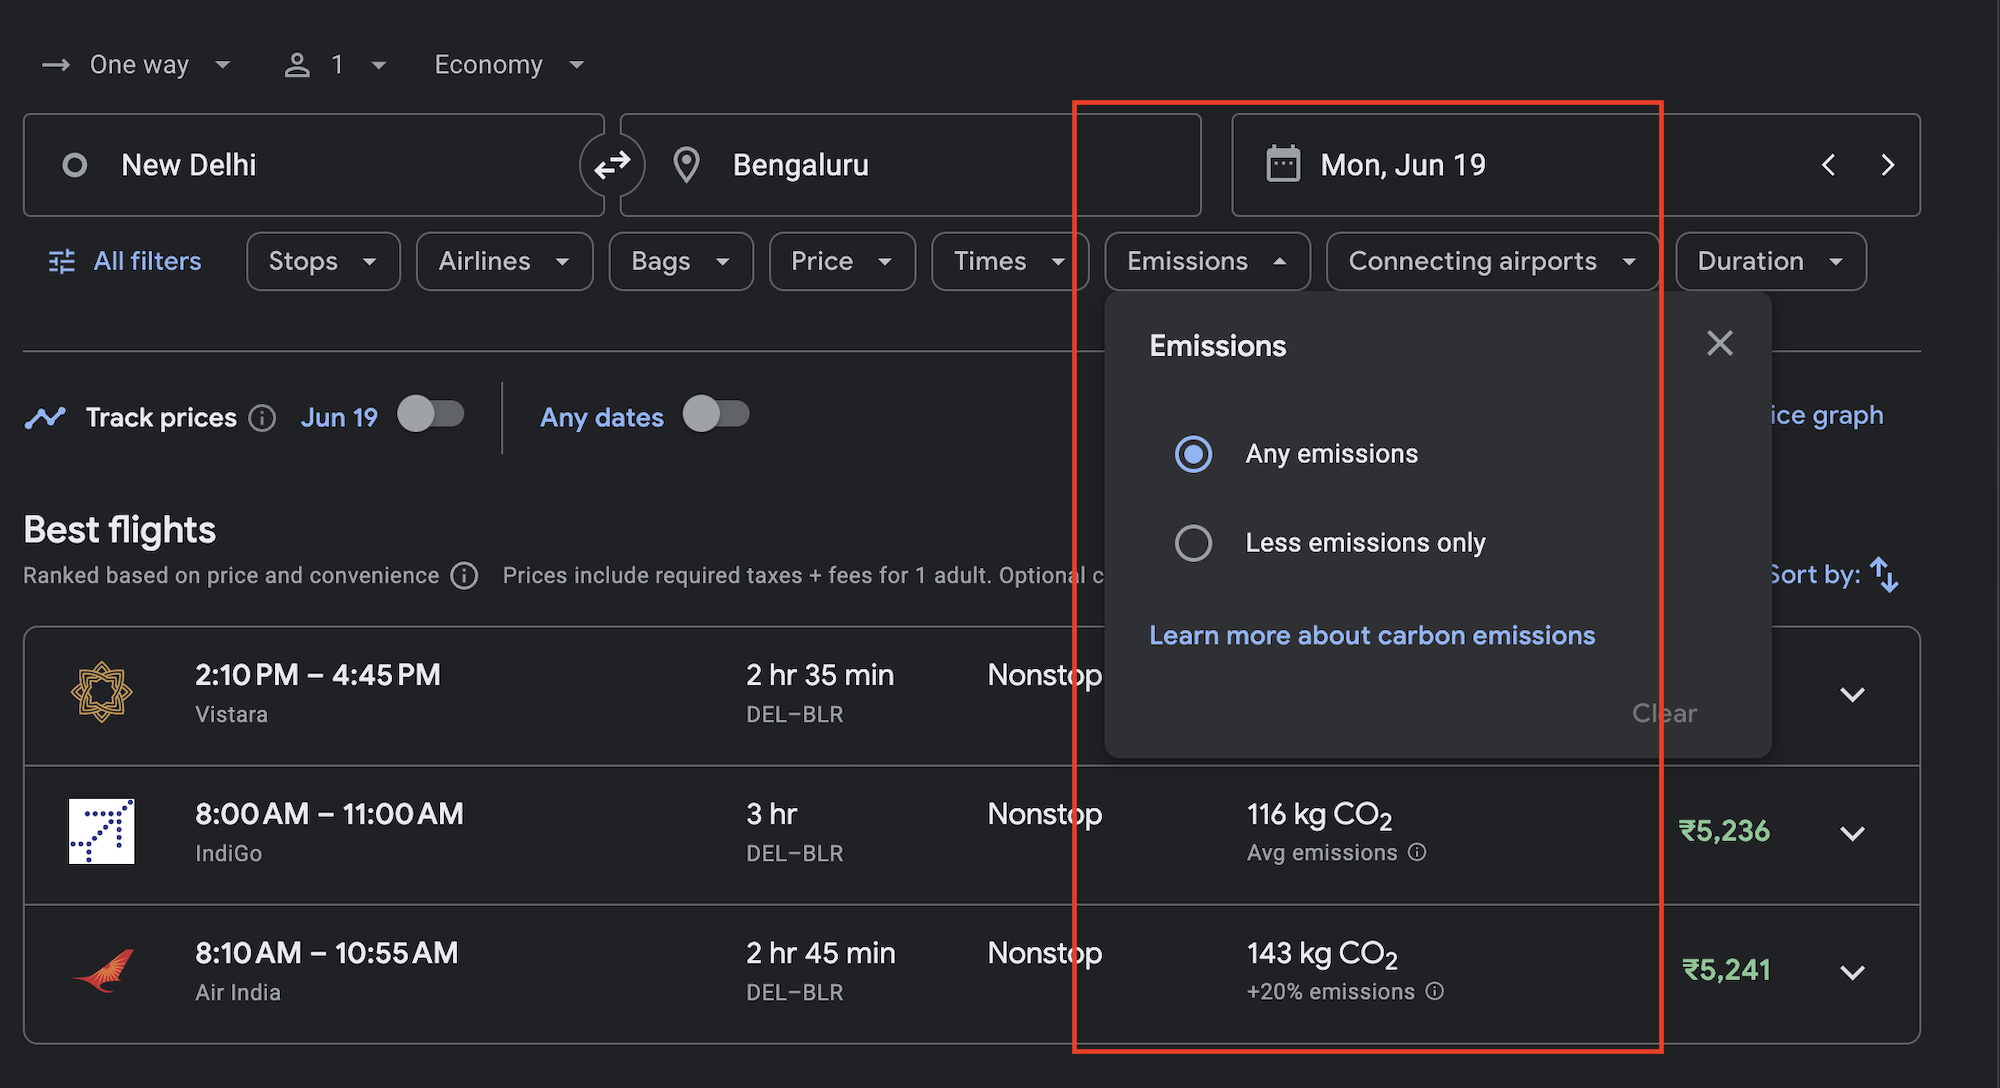 One way 1 Economy
New Delhi Bengaluru Mon, Jun 19
All filters Stops Airlines Bags Price Times Emissions Connecting airports Duration
Emissions
Any emissions
Less emissions only
Learn more about carbon emissions
Clear
Track prices Jun 19 Any dates ice graph
Best flights
Ranked based on price and convenience Prices include required taxes + fees for 1 adult. Optional c Sort by:
2:10 PM – 4:45 PM 2 hr 35 min Nonstop
Vistara DEL–BLR
8:00 AM – 11:00 AM 3 hr Nonstop 116 kg CO₂ ₹5,236
IndiGo DEL–BLR Avg emissions
8:10 AM – 10:55 AM 2 hr 45 min Nonstop 143 kg CO₂ ₹5,241
Air India DEL–BLR +20% emissions